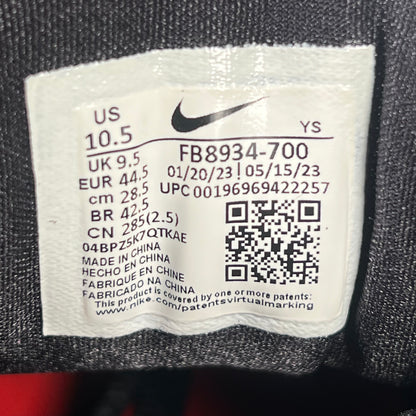 US
10.5
YS
UK 9.5
EUR 44.5
cm 28.5
BR 42.5
CN 285(2.5)
FB8934-700
01/20/23 05/15/23
UPC 00196969422257
04BPZ5K7QTKAE
MADE IN CHINA
HECHO EN CHINA
FABRIQUE EN CHINE
FABRICADO NA CHINA
This product is covered by one or more patents:
www.nike.com/patentsvirtualmarking